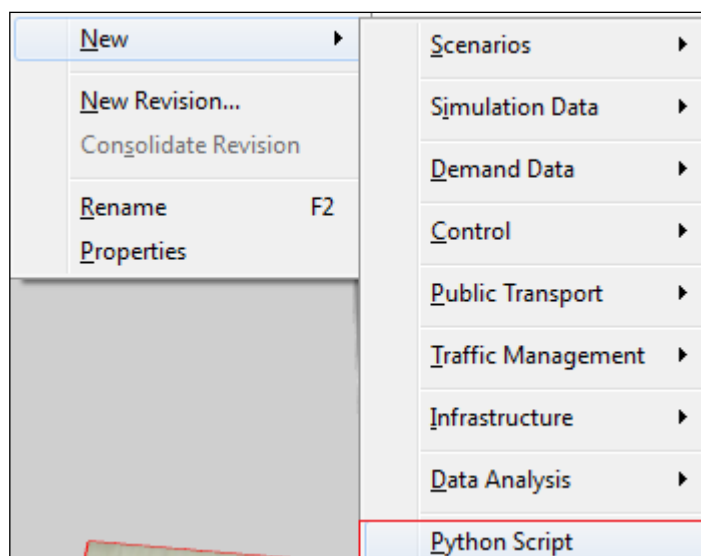 New
New Revision...
Consolidate Revision
Rename F2
Properties
Scenarios
Simulation Data
Demand Data
Control
Public Transport
Traffic Management
Infrastructure
Data Analysis
Python Script